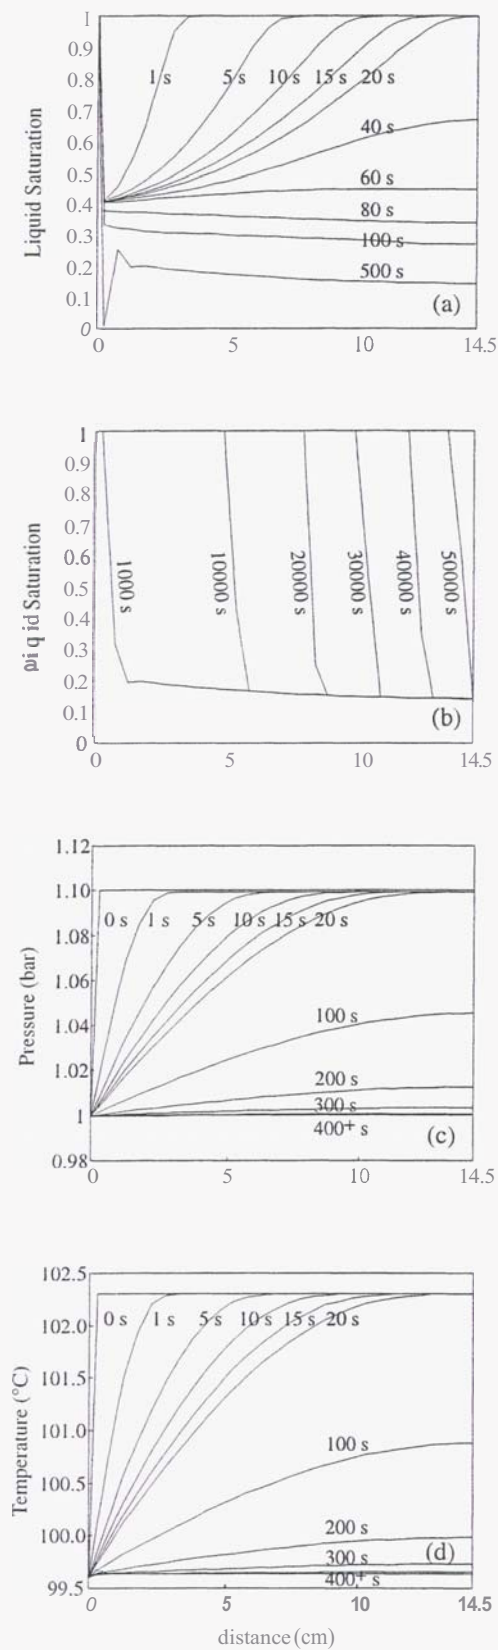 1
0.9
0.8
0.7
0.6
0.5
0.4
0.3
0.2
0.1
0
Liquid Saturation
1 s
5 s
10 s
15 s
20 s
40 s
60 s
80 s
100 s
500 s
(a)
0
5
10
14.5
1
0.9
0.8
0.7
0.6
0.5
0.4
0.3
0.2
0.1
0
id Saturation
1000 s
10000 s
20000 s
30000 s
40000 s
50000 s
(b)
0
5
10
14.5
1.12
1.10
1.08
1.06
1.04
1.02
1
0.98
Pressure (bar)
0 s
1 s
5 s
10 s
15 s
20 s
100 s
200 s
300 s
400+ s
(c)
0
5
10
14.5
102.5
102.0
101.5
101.0
100.5
100.0
99.5
Temperature (°C)
0 s
1 s
5 s
10 s
15 s
20 s
100 s
200 s
300 s
400+ s
(d)
0
5
10
14.5
distance (cm)